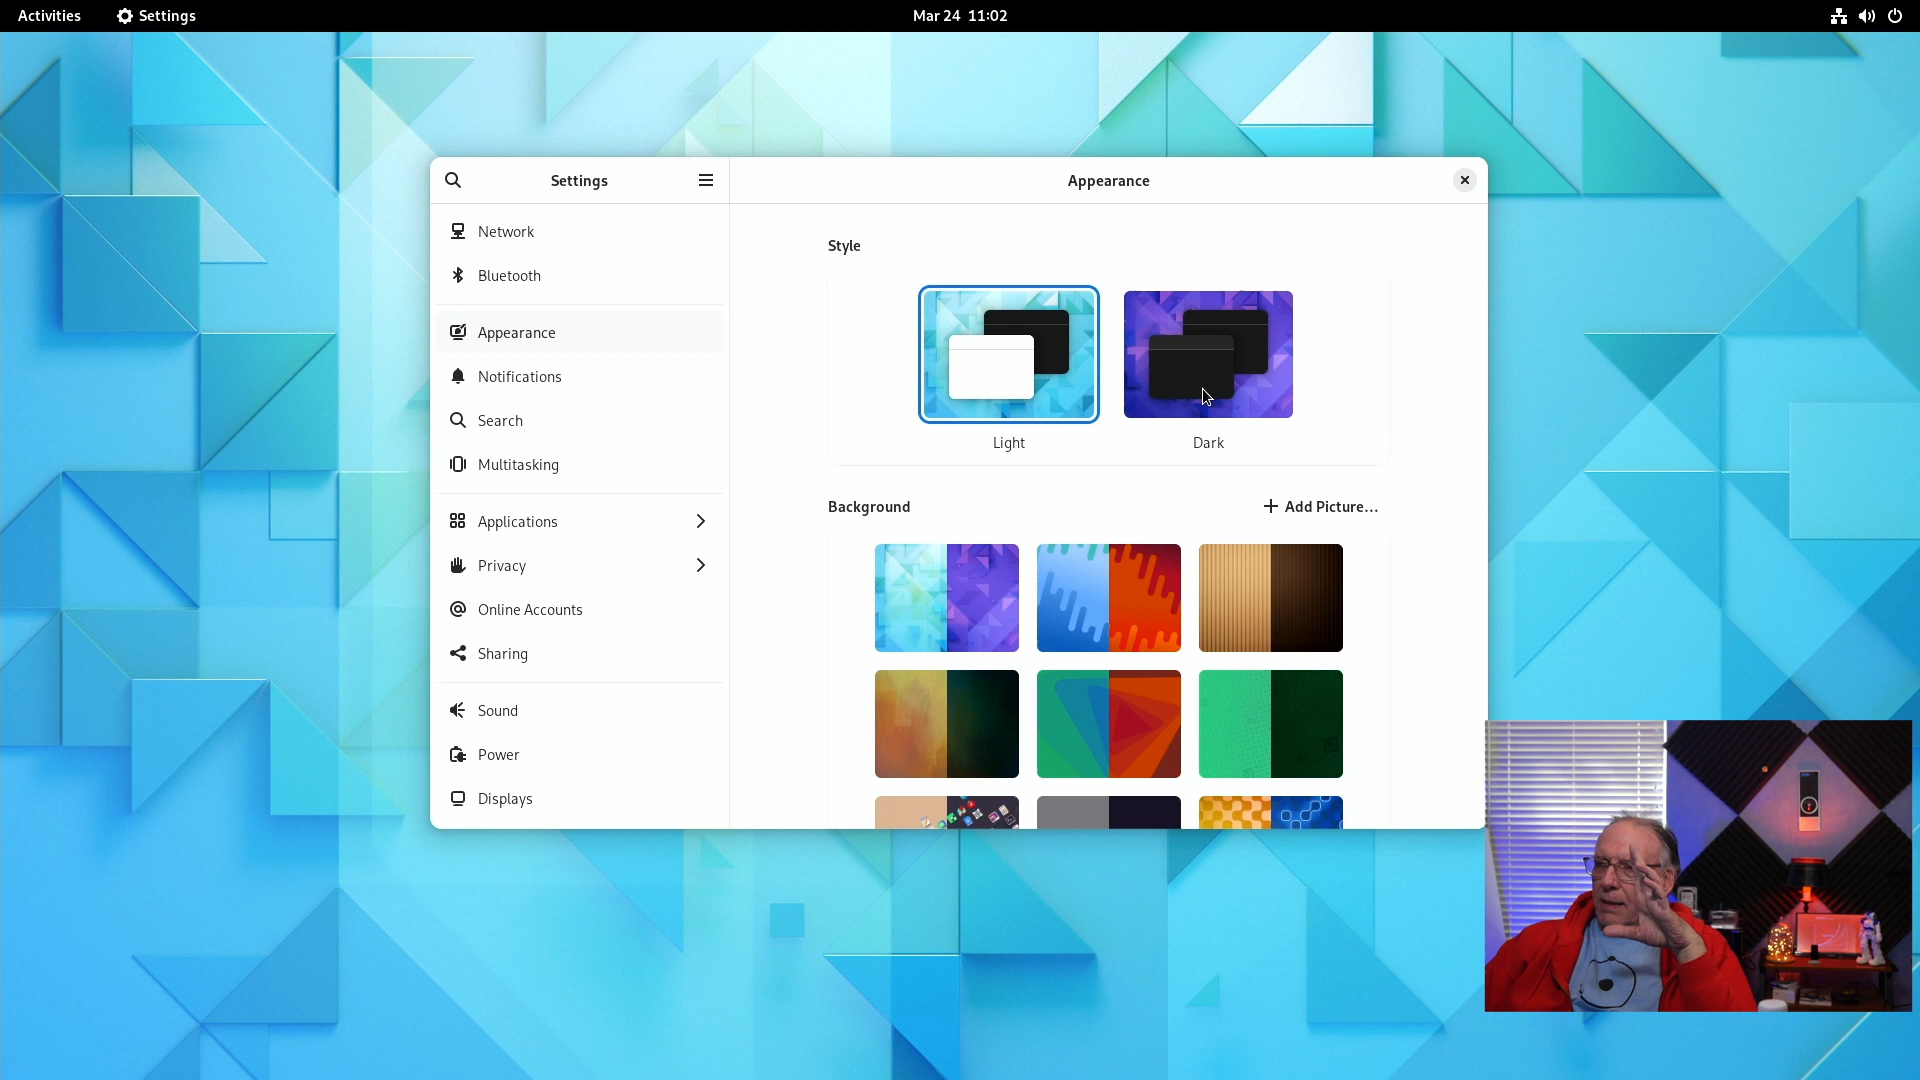 Activities
Settings
Mar 24 11:02
Settings
Appearance
Network
Bluetooth
Appearance
Notifications
Search
Multitasking
Applications
Privacy
Online Accounts
Sharing
Sound
Power
Displays
Style
Light
Dark
Background
Add Picture...